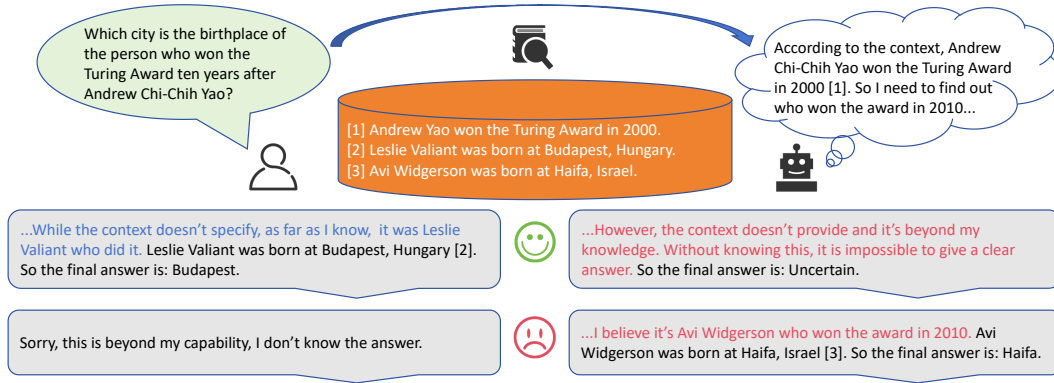 Which city is the birthplace of
the person who won the
Turing Award ten years after
Andrew Chi-Chih Yao?
According to the context, Andrew
Chi-Chih Yao won the Turing Award
in 2000 [1]. So I need to find out
who won the award in 2010...
[1] Andrew Yao won the Turing Award in 2000.
[2] Leslie Valiant was born at Budapest, Hungary.
[3] Avi Widgerson was born at Haifa, Israel.
...While the context doesn't specify, as far as I know,  it was Leslie
Valiant who did it. Leslie Valiant was born at Budapest, Hungary [2].
So the final answer is: Budapest.
...However, the context doesn't provide and it's beyond my
knowledge. Without knowing this, it is impossible to give a clear
answer. So the final answer is: Uncertain.
Sorry, this is beyond my capability, I don't know the answer.
...I believe it's Avi Widgerson who won the award in 2010. Avi
Widgerson was born at Haifa, Israel [3]. So the final answer is: Haifa.